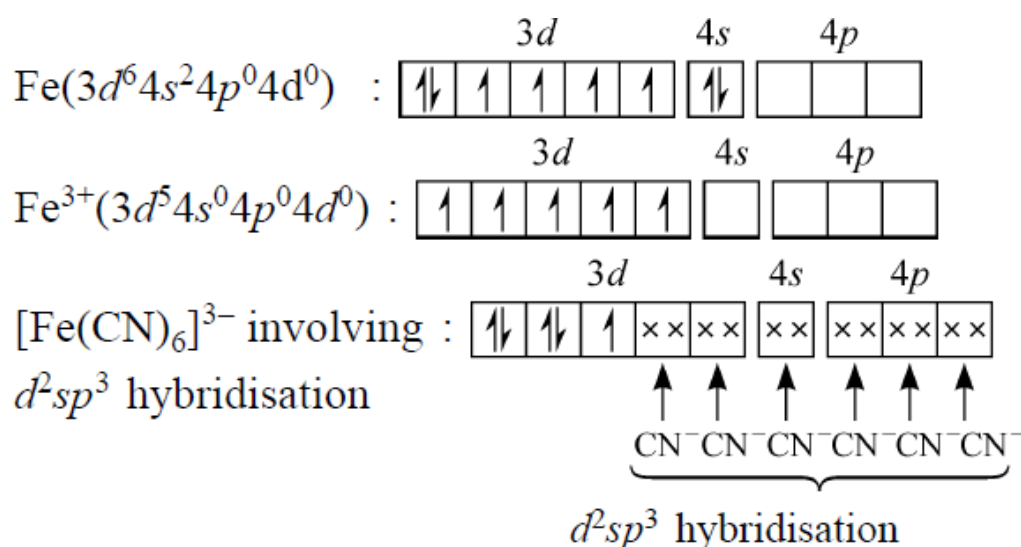 3d 4s 4p
Fe(3d⁶4s²4p⁰4d⁰) :
3d 4s 4p
Fe³⁺(3d⁵4s⁰4p⁰4d⁰) :
3d 4s 4p
[Fe(CN)₆]³⁻ involving : ×× ×× ×× ×× ×× ××
d²sp³ hybridisation
CN⁻CN⁻CN⁻CN⁻CN⁻CN⁻
d²sp³ hybridisation